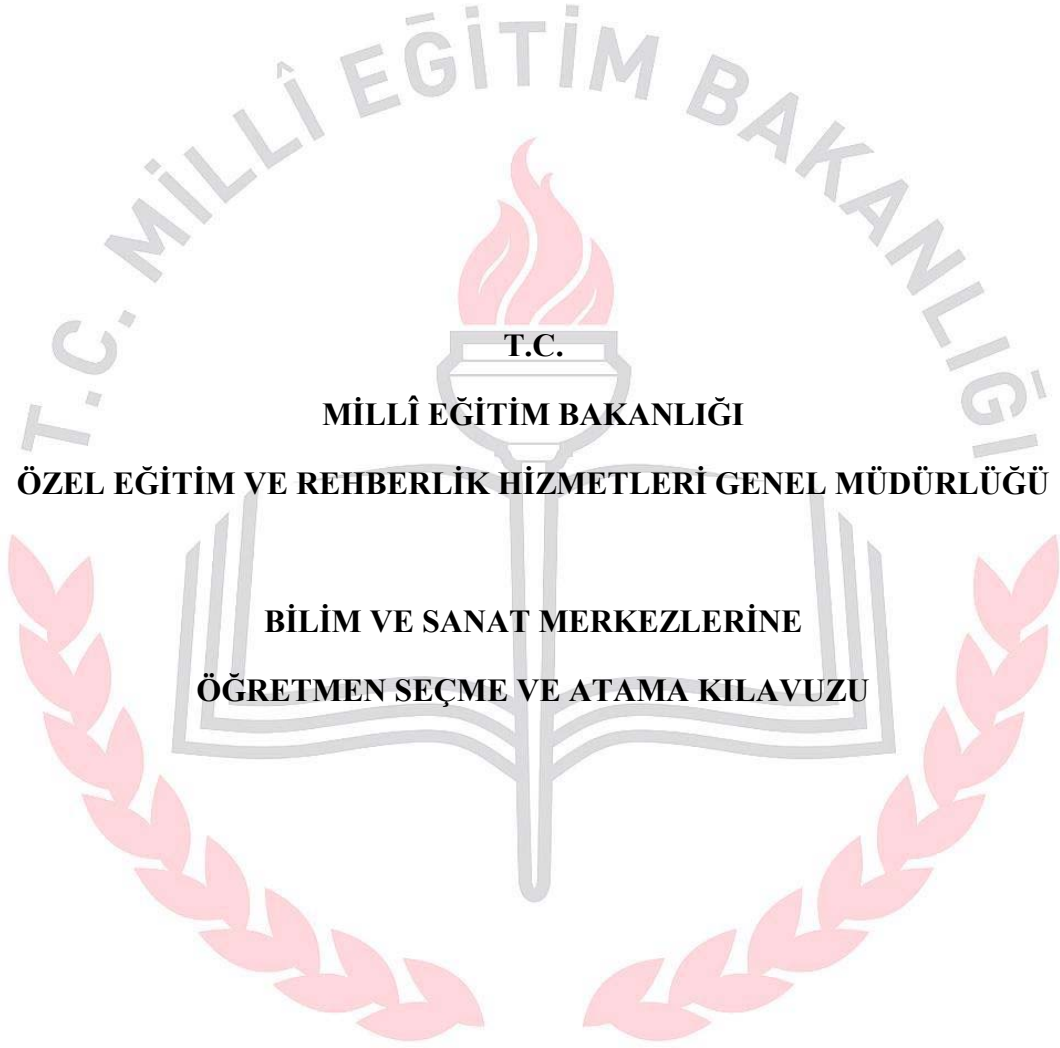 T.C. MİLLÎ EĞİTİM BAKANLIĞI
T.C.
MİLLÎ EĞİTİM BAKANLIĞI
ÖZEL EĞİTİM VE REHBERLİK HİZMETLERİ GENEL MÜDÜRLÜĞÜ
BİLİM VE SANAT MERKEZLERİNE
ÖĞRETMEN SEÇME VE ATAMA KILAVUZU